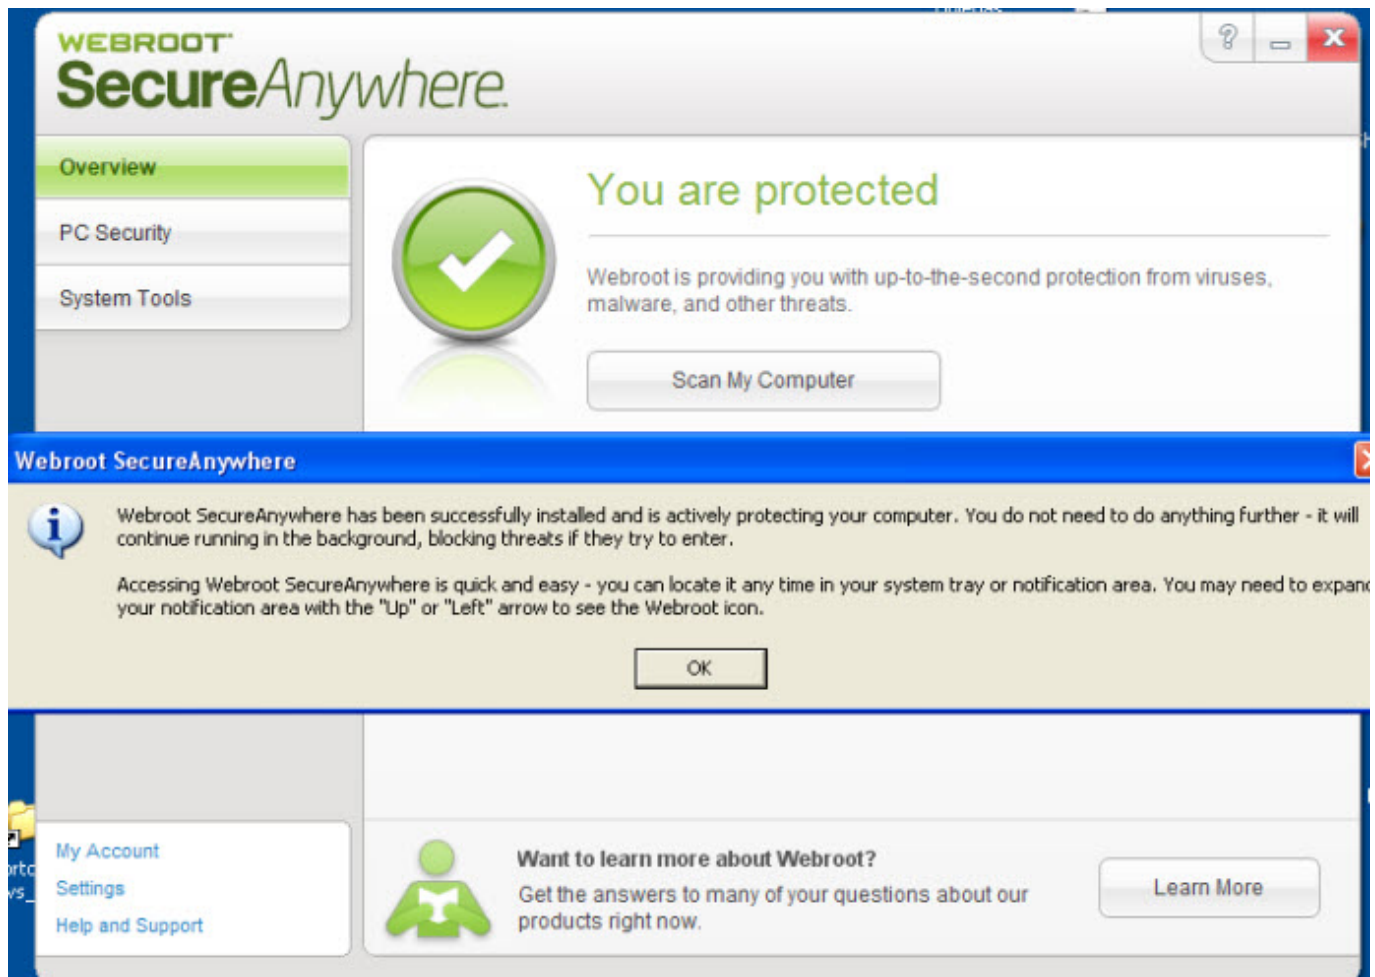 WEBROOT
SecureAnywhere.
Overview
PC Security
System Tools
You are protected
Webroot is providing you with up-to-the-second protection from viruses,
malware, and other threats.
Scan My Computer
Webroot SecureAnywhere
Webroot SecureAnywhere has been successfully installed and is actively protecting your computer. You do not need to do anything further - it will
continue running in the background, blocking threats if they try to enter.
Accessing Webroot SecureAnywhere is quick and easy - you can locate it any time in your system tray or notification area. You may need to expand
your notification area with the "Up" or "Left" arrow to see the Webroot icon.
OK
My Account
Settings
Help and Support
Want to learn more about Webroot?
Get the answers to many of your questions about our
products right now.
Learn More